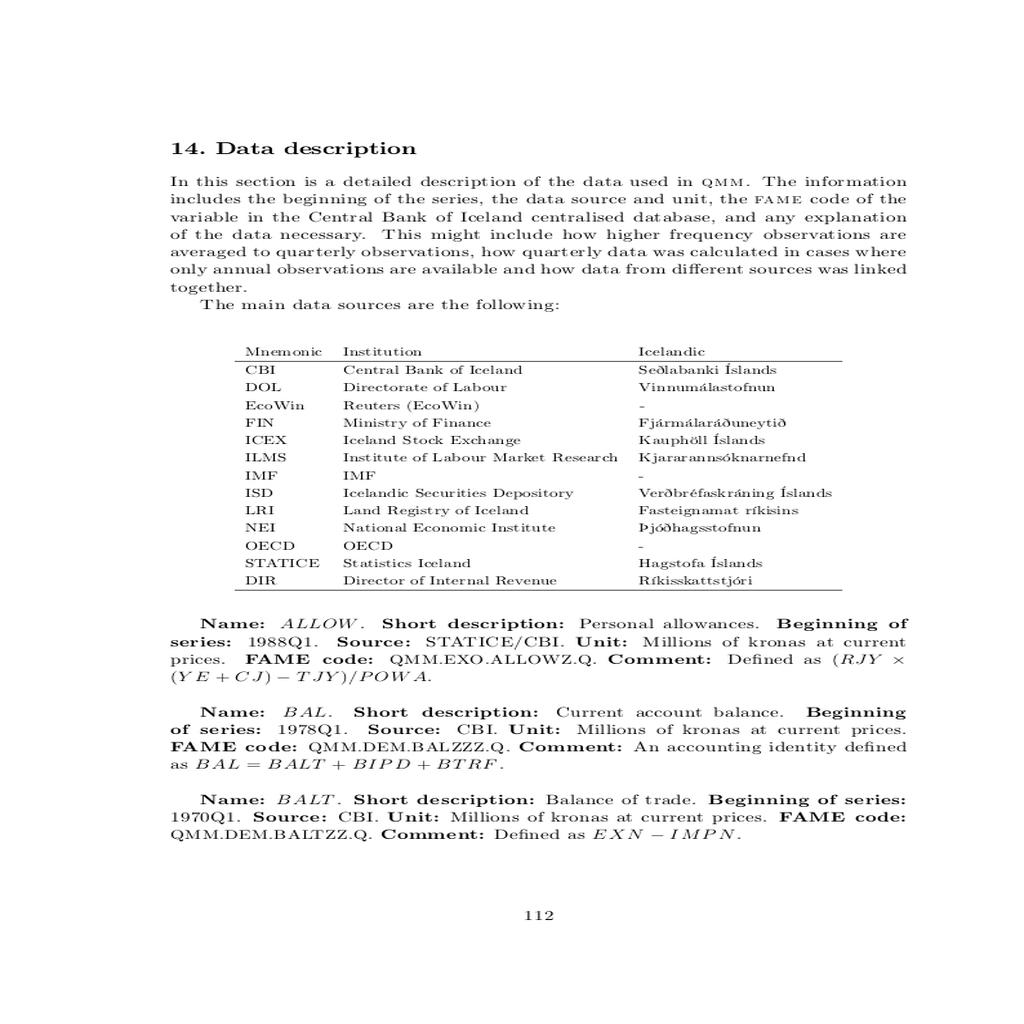 14. Data description
In this section is a detailed description of the data used in QMM. The information
includes the beginning of the series, the data source and unit, the FAME code of the
variable in the Central Bank of Iceland centralised database, and any explanation
of the data necessary. This might include how higher frequency observations are
averaged to quarterly observations, how quarterly data was calculated in cases where
only annual observations are available and how data from different sources was linked
together.
The main data sources are the following:
Mnemonic Institution Icelandic
CBI Central Bank of Iceland Seðlabanki Íslands
DOL Directorate of Labour Vinnumálastofnun
EcoWin Reuters (EcoWin) -
FIN Ministry of Finance Fjármálaráðuneytið
ICEX Iceland Stock Exchange Kauphöll Íslands
ILMS Institute of Labour Market Research Kjararannsóknarnefnd
IMF IMF -
ISD Icelandic Securities Depository Verðbréfaskráning Íslands
LRI Land Registry of Iceland Fasteignamat ríkisins
NEI National Economic Institute Þjóðhagsstofnun
OECD OECD -
STATICE Statistics Iceland Hagstofa Íslands
DIR Director of Internal Revenue Ríkisskattstjóri
Name: ALLOW. Short description: Personal allowances. Beginning of
series: 1988Q1. Source: STATICE/CBI. Unit: Millions of kronas at current
prices. FAME code: QMM.EXO.ALLOWZ.Q. Comment: Defined as (RJY ×
(YE + CJ) − TJY)/POWA.
Name: BAL. Short description: Current account balance. Beginning
of series: 1978Q1. Source: CBI. Unit: Millions of kronas at current prices.
FAME code: QMM.DEM.BALZZZ.Q. Comment: An accounting identity defined
as BAL = BALT + BIPD + BTRF.
Name: BALT. Short description: Balance of trade. Beginning of series:
1970Q1. Source: CBI. Unit: Millions of kronas at current prices. FAME code:
QMM.DEM.BALTZZ.Q. Comment: Defined as EXN − IMPN.
112